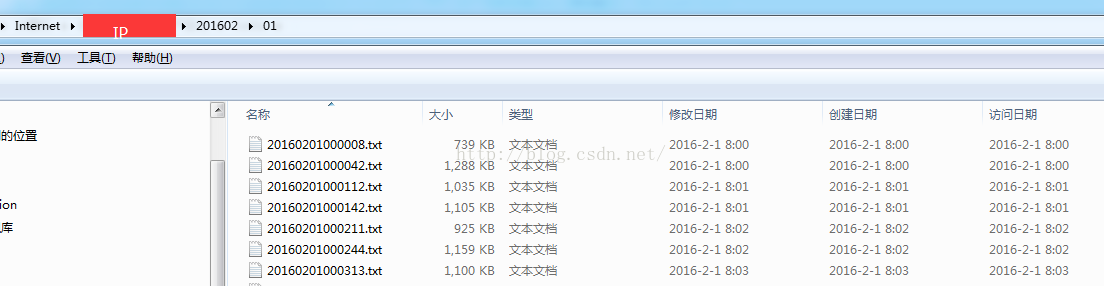 Internet IP 201602 01
) 查看(V) 工具(T) 帮助(H)
名称 大小 类型 修改日期 创建日期 访问日期
的位置
20160201000008.txt 739 KB 文本文档 2016-2-1 8:00 2016-2-1 8:00 2016-2-1 8:00
http://blog.csdn.net/
20160201000042.txt 1,288 KB 文本文档 2016-2-1 8:00 2016-2-1 8:00 2016-2-1 8:00
20160201000112.txt 1,035 KB 文本文档 2016-2-1 8:01 2016-2-1 8:01 2016-2-1 8:01
ion
20160201000142.txt 1,105 KB 文本文档 2016-2-1 8:01 2016-2-1 8:01 2016-2-1 8:01
库
20160201000211.txt 925 KB 文本文档 2016-2-1 8:02 2016-2-1 8:02 2016-2-1 8:02
20160201000244.txt 1,159 KB 文本文档 2016-2-1 8:02 2016-2-1 8:02 2016-2-1 8:02
20160201000313.txt 1,100 KB 文本文档 2016-2-1 8:03 2016-2-1 8:03 2016-2-1 8:03